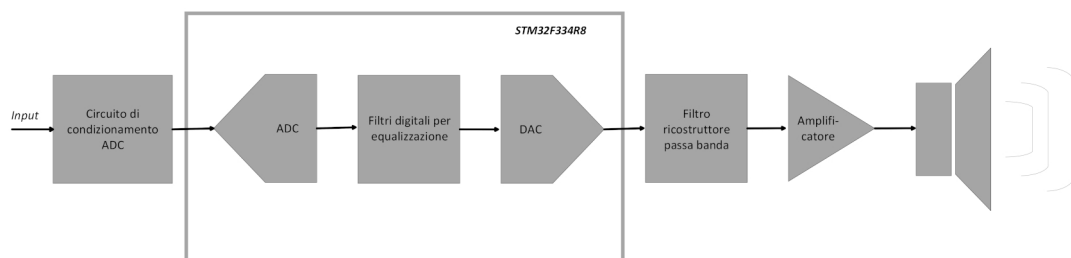 STM32F334R8
Input
Circuito di
condizionamento
ADC
ADC
Filtri digitali per
equalizzazione
DAC
Filtro
ricostruttore
passa banda
Amplifi-
catore